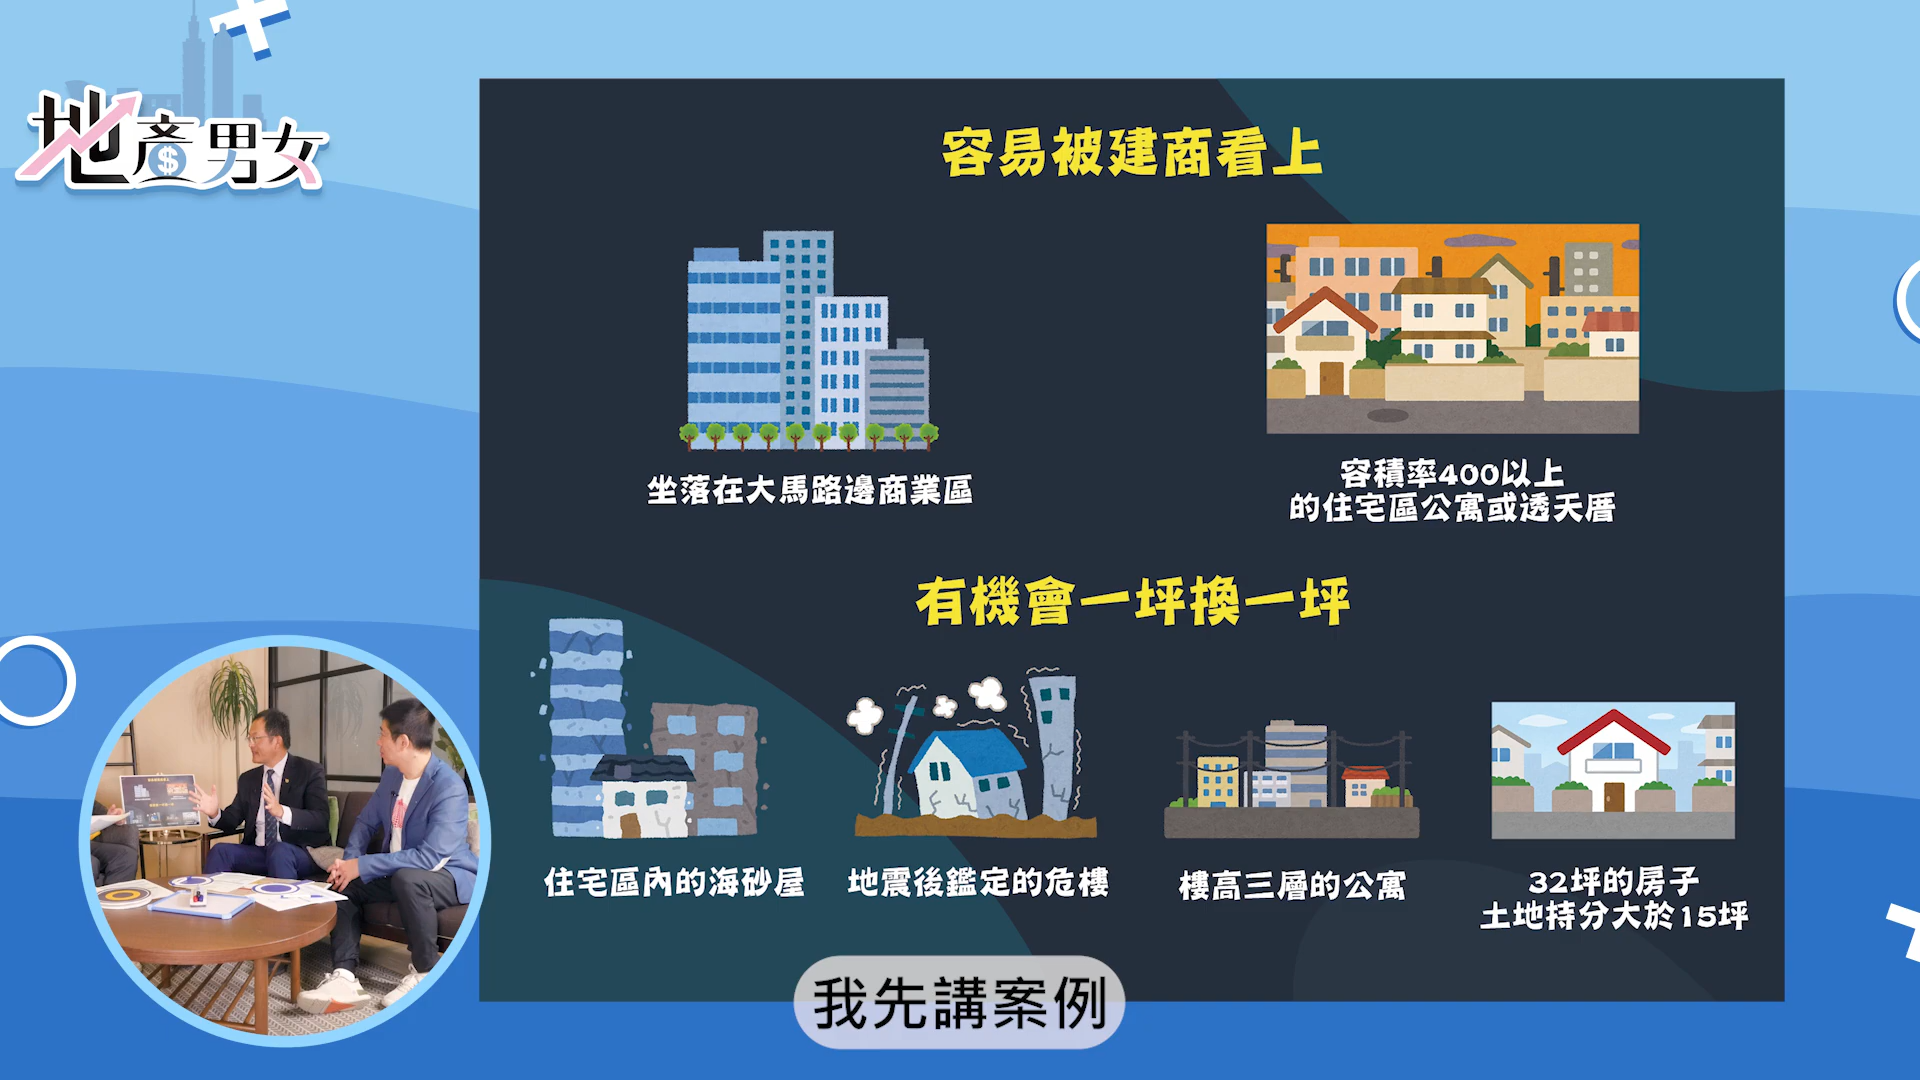 地產男女
容易被建商看上
坐落在大馬路邊商業區
容積率400以上
的住宅區公寓或透天厝
有機會一坪換一坪
住宅區內的海砂屋
地震後鑑定的危樓
樓高三層的公寓
32坪的房子
土地持分大於15坪
我先講案例